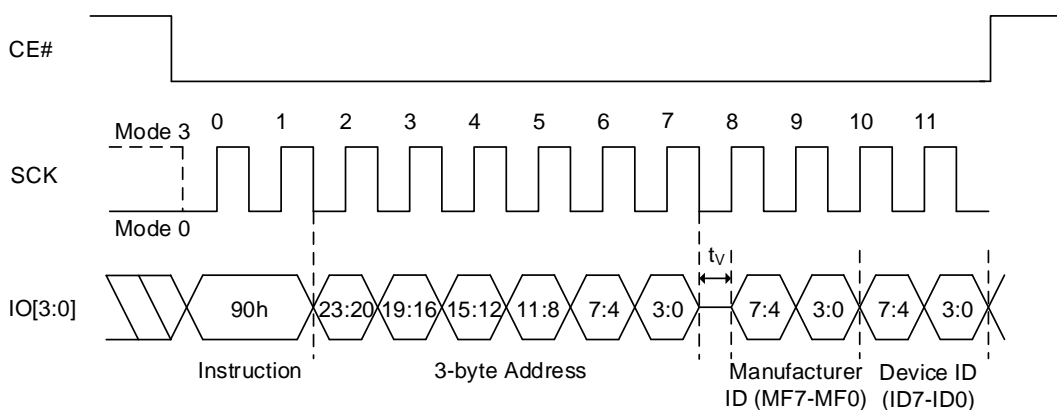 CE#
0 1 2 3 4 5 6 7 8 9 10 11
Mode 3
SCK
Mode 0
tV
IO[3:0] 90h 23:20 19:16 15:12 11:8 7:4 3:0 7:4 3:0 7:4 3:0
Instruction 3-byte Address Manufacturer Device ID
ID (MF7-MF0) (ID7-ID0)